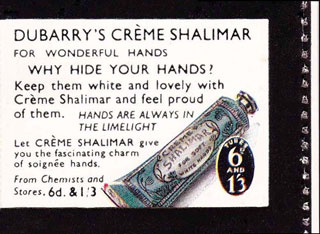 DUBARRY'S CRÈME SHALIMAR
FOR WONDERFUL HANDS
WHY HIDE YOUR HANDS?
Keep them white and lovely with
Crème Shalimar and feel proud
of them. HANDS ARE ALWAYS IN
THE LIMELIGHT
Let CRÈME SHALIMAR give
you the fascinating charm
of soignée hands.
From Chemists and
Stores. 6d. & 1/3
SHALIMAR
TUBES
6D
AND
1/3